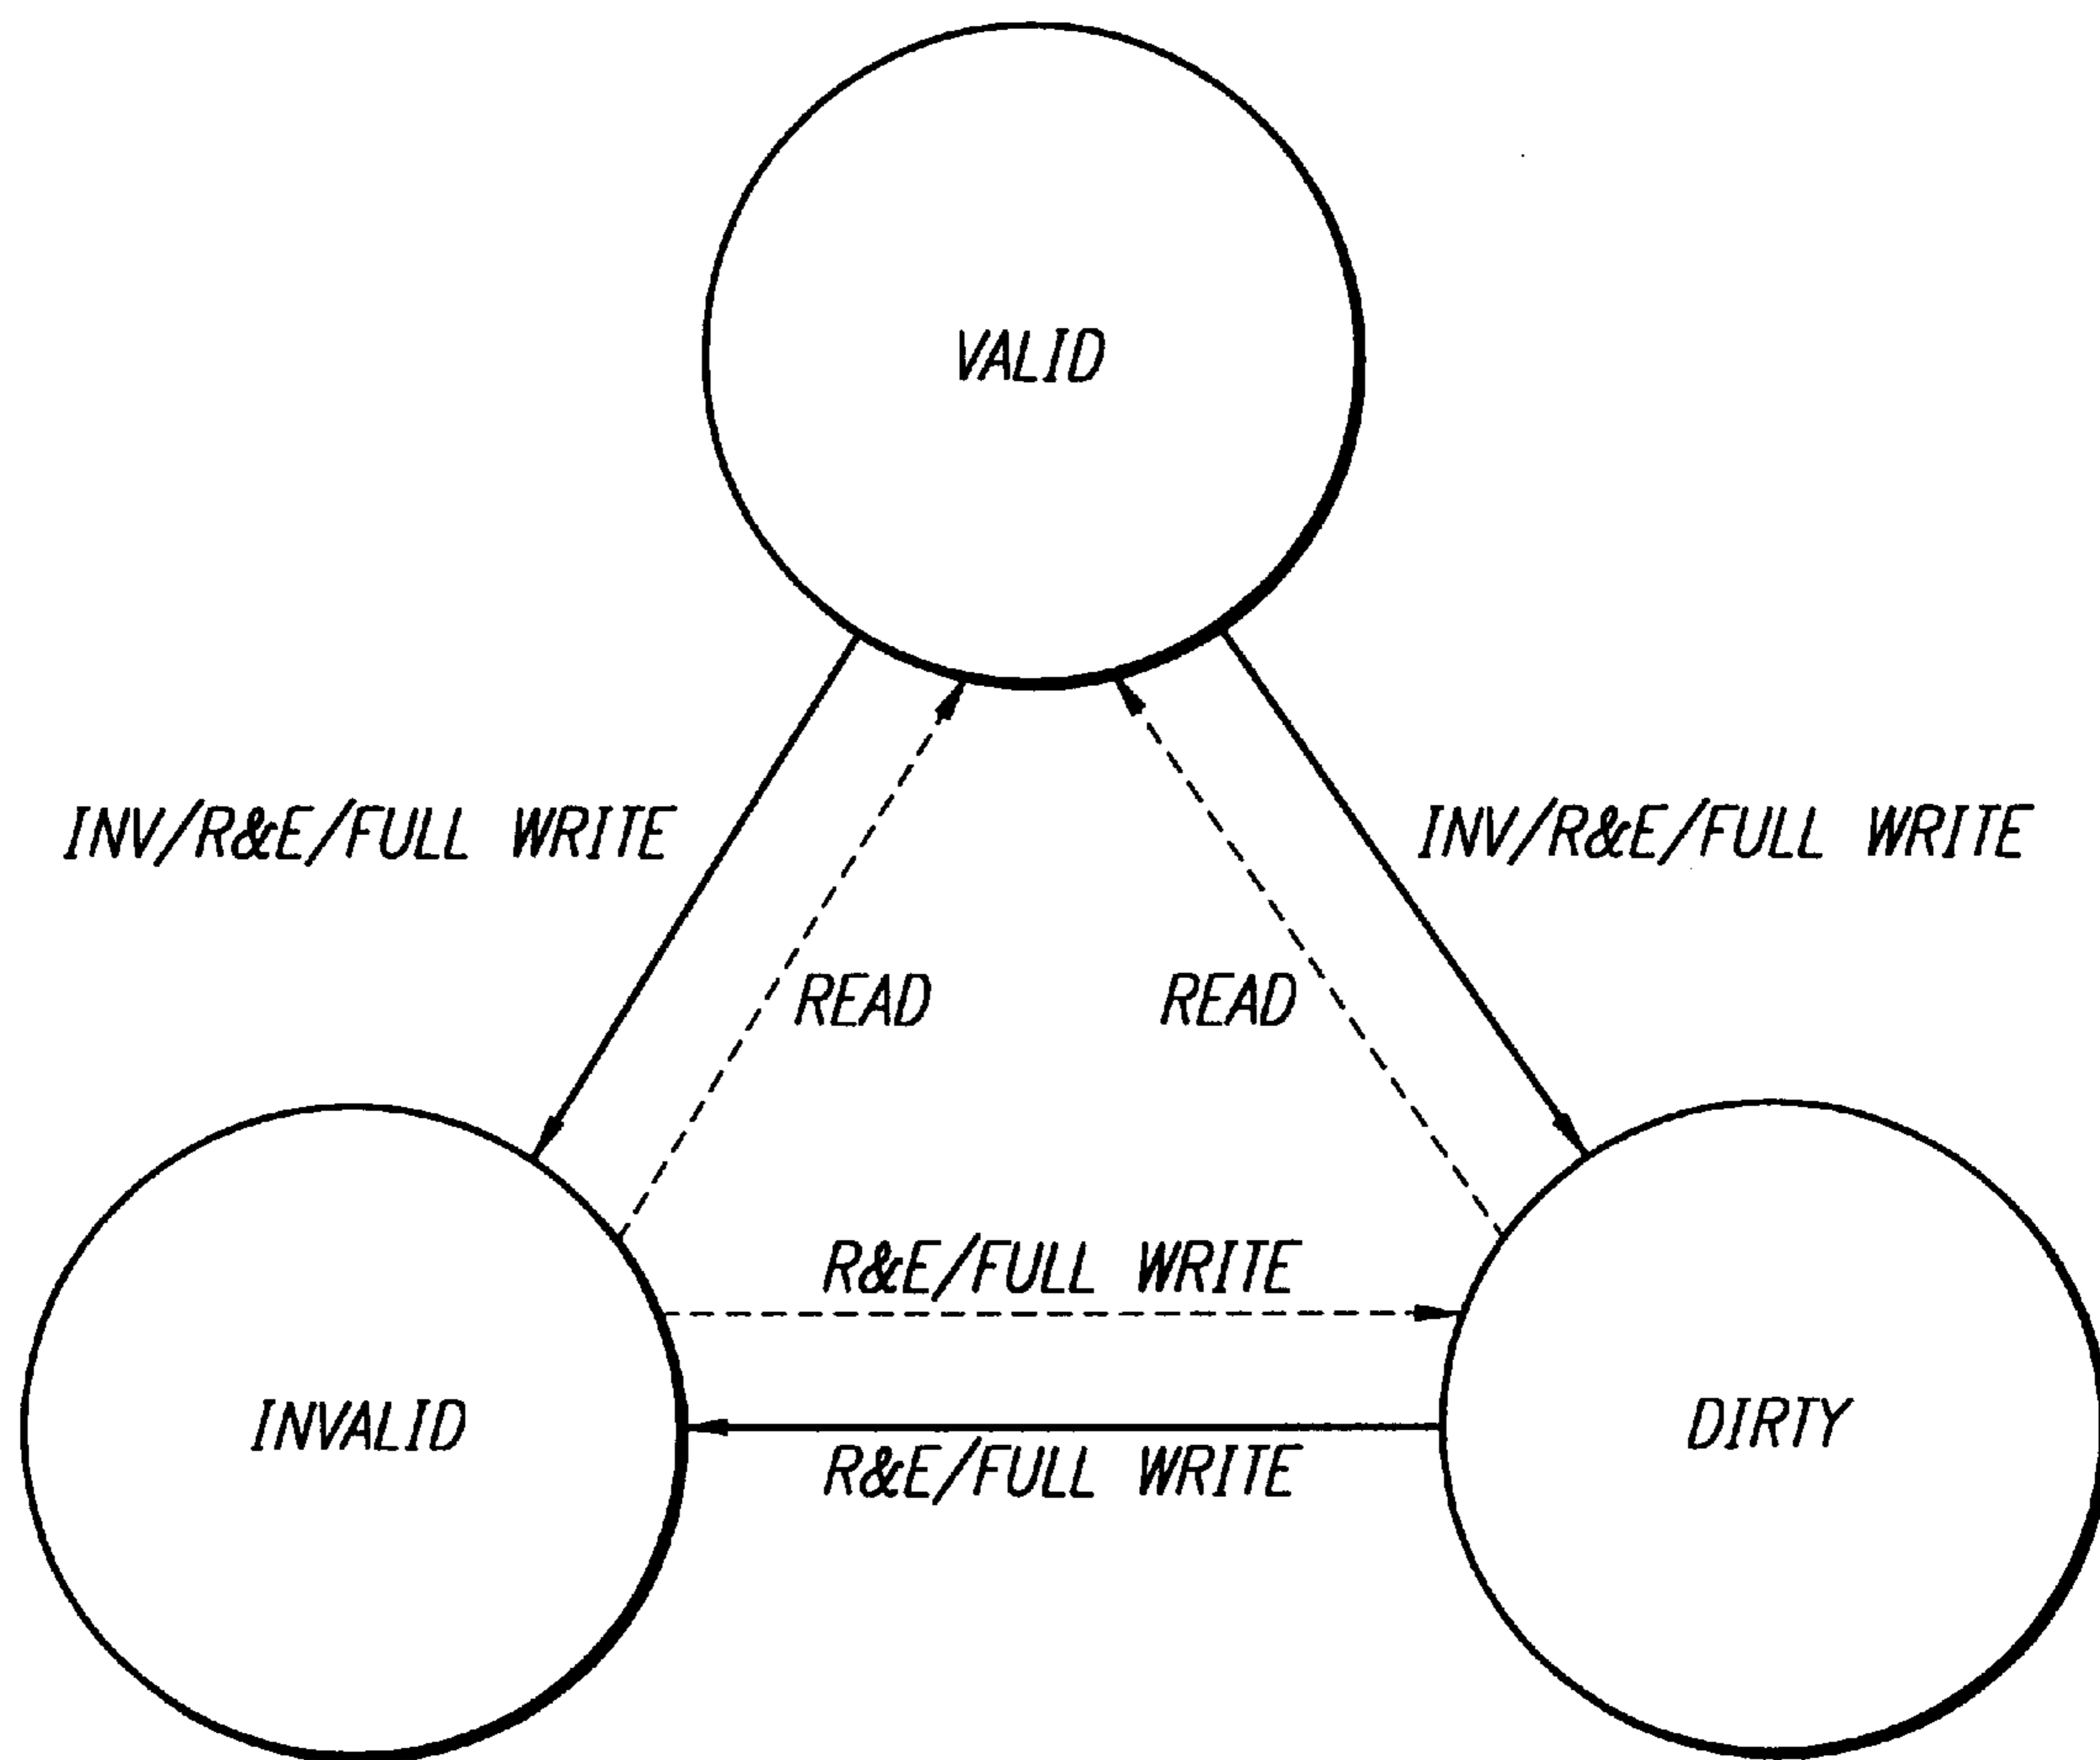 VALID
INV/R&E/FULL WRITE
INV/R&E/FULL WRITE
READ
READ
R&E/FULL WRITE
INVALID
DIRTY
R&E/FULL WRITE